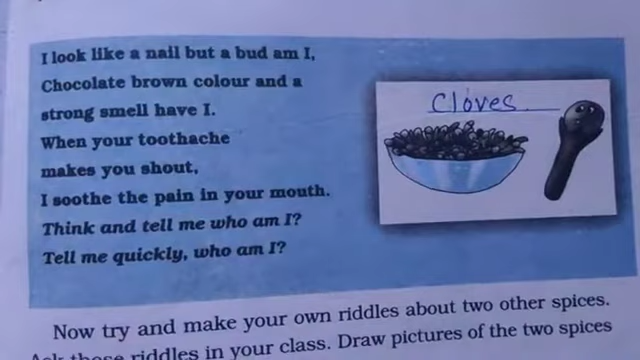 I look like a nail but a bud am I,
Chocolate brown colour and a
strong smell have I.
When your toothache
makes you shout,
I soothe the pain in your mouth.
Think and tell me who am I?
Tell me quickly, who am I?
Cloves
Now try and make your own riddles about two other spices.
Ask those riddles in your class. Draw pictures of the two spices